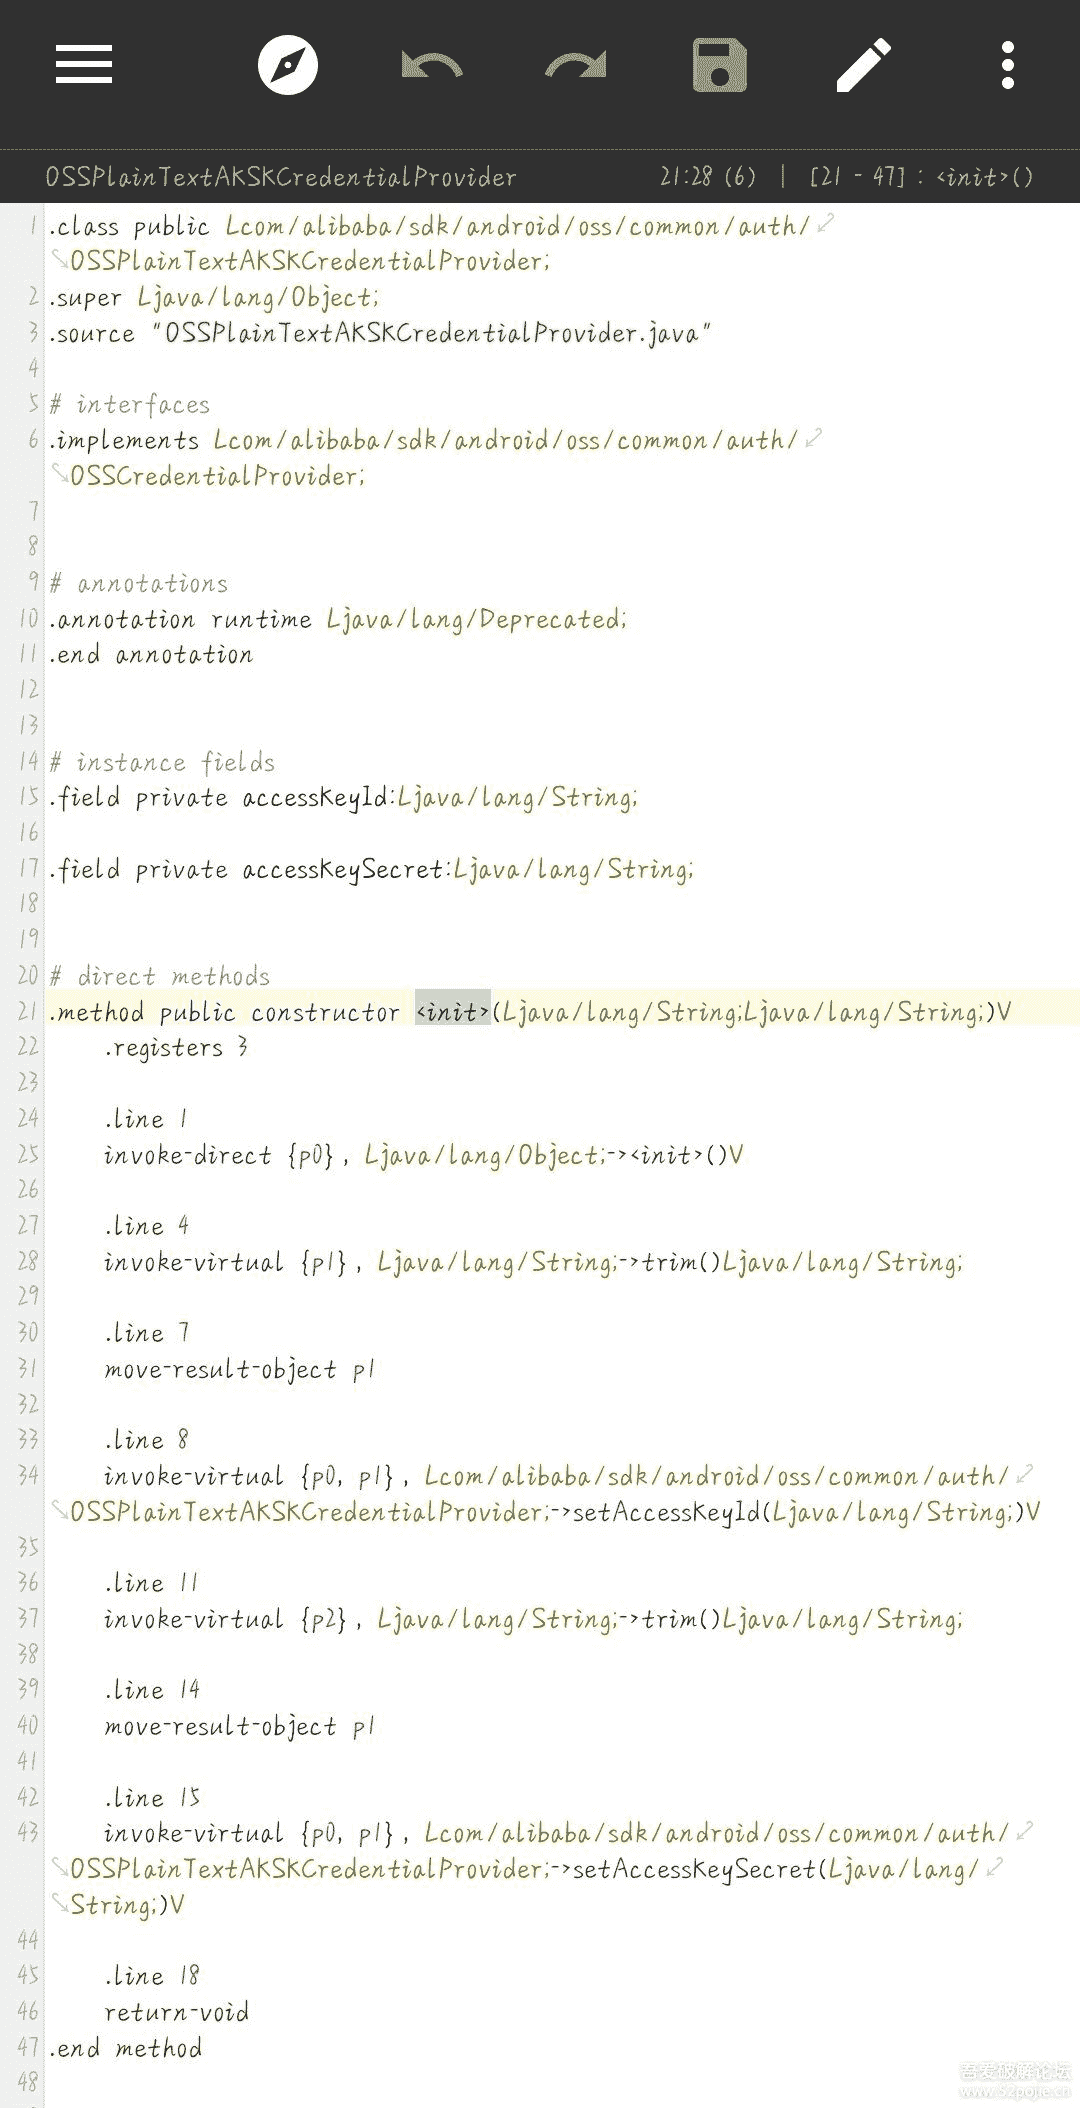 OSSPlainTextAKSKCredentialProvider 21:28 (6) | [21 - 47] : <init>()
1 .class public Lcom/alibaba/sdk/android/oss/common/auth/
OSSPlainTextAKSKCredentialProvider;
2 .super Ljava/lang/Object;
3 .source "OSSPlainTextAKSKCredentialProvider.java"
4
5 # interfaces
6 .implements Lcom/alibaba/sdk/android/oss/common/auth/
OSSCredentialProvider;
7
8
9 # annotations
10 .annotation runtime Ljava/lang/Deprecated;
11 .end annotation
12
13
14 # instance fields
15 .field private accessKeyId:Ljava/lang/String;
16
17 .field private accessKeySecret:Ljava/lang/String;
18
19
20 # direct methods
21 .method public constructor <init>(Ljava/lang/String;Ljava/lang/String;)V
22 .registers 3
23
24 .line 1
25 invoke-direct {p0}, Ljava/lang/Object;-><init>()V
26
27 .line 4
28 invoke-virtual {p1}, Ljava/lang/String;->trim()Ljava/lang/String;
29
30 .line 7
31 move-result-object p1
32
33 .line 8
34 invoke-virtual {p0, p1}, Lcom/alibaba/sdk/android/oss/common/auth/
OSSPlainTextAKSKCredentialProvider;->setAccessKeyId(Ljava/lang/String;)V
35
36 .line 11
37 invoke-virtual {p2}, Ljava/lang/String;->trim()Ljava/lang/String;
38
39 .line 14
40 move-result-object p1
41
42 .line 15
43 invoke-virtual {p0, p1}, Lcom/alibaba/sdk/android/oss/common/auth/
OSSPlainTextAKSKCredentialProvider;->setAccessKeySecret(Ljava/lang/
String;)V
44
45 .line 18
46 return-void
47 .end method
48
吾爱破解论坛
www.52pojie.cn